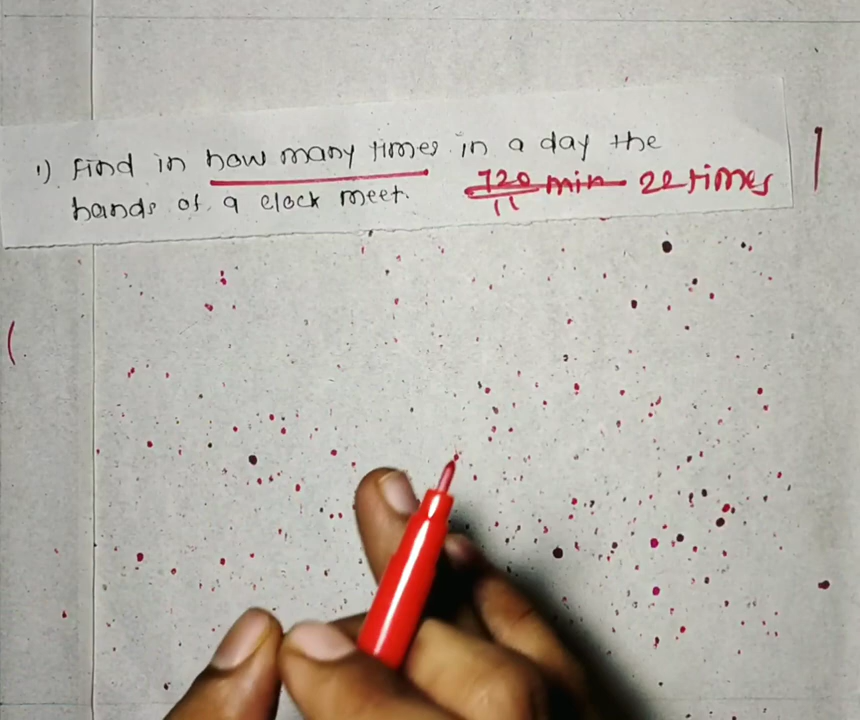 1) Find in how many times in a day the
hands of a clock meet. 720/11 min 22 times